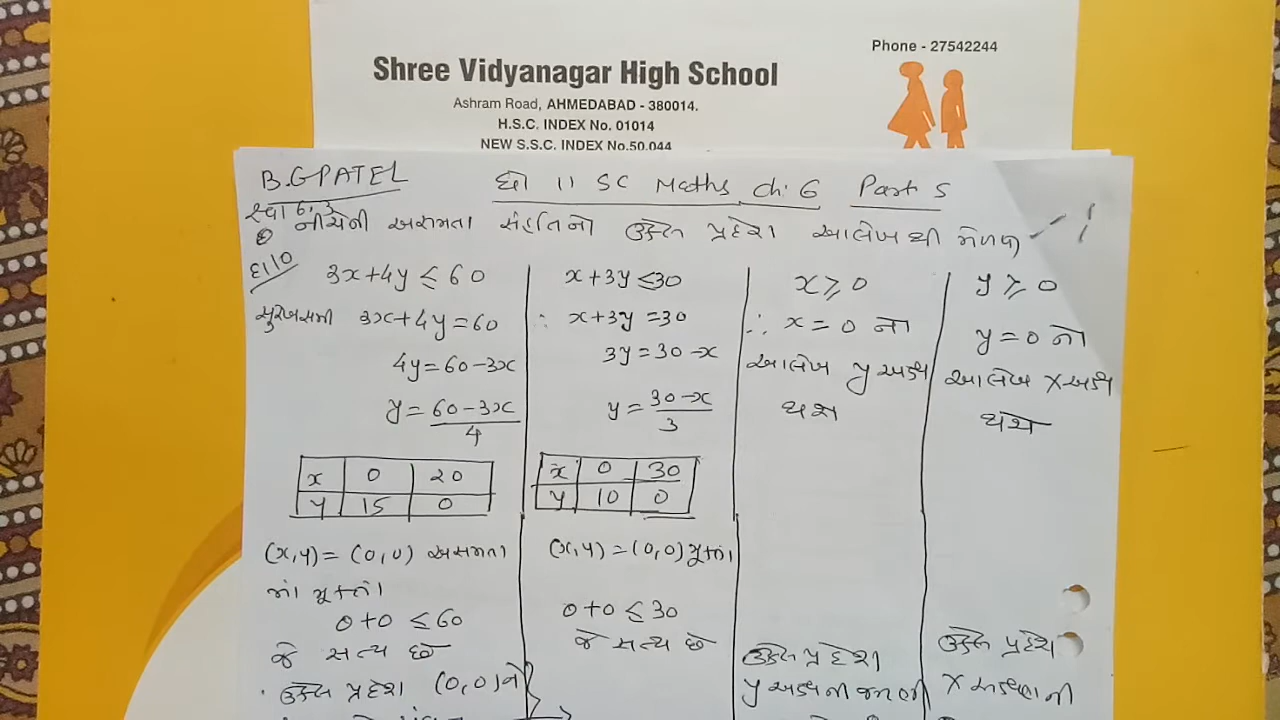 Phone - 27542244
Shree Vidyanagar High School
Ashram Road, AHMEDABAD - 380014.
H.S.C. INDEX No. 01014
NEW S.S.C. INDEX No.50.044
B.G PATEL
ધો 11 SC Maths ch: 6 Part 5
સ્વા 6.3
નીચેની અસમતા સંહતિનો ઉકેલ પ્રદેશ આલેખ થી મેળવો
દા 10
3x+4y ≤ 60
સુરેખ સમી 3x+4y=60
4y=60-3x
y= 60-3x / 4
x 0 20
y 15 0
(x,y) = (0,0) અસમતા
માં મૂકતાં
0+0 ≤ 60
જે સત્ય છે
ઉકેલ પ્રદેશ (0,0) ને
x+3y ≤30
∴ x+3y =30
3y=30-x
y = 30-x / 3
x 0 30
y 10 0
(x,y) =(0,0) મૂકતાં
0+0 ≤ 30
જે સત્ય છે
x ≥ 0
∴ x=0 નો
આલેખ y અક્ષ
થશે
ઉકેલ પ્રદેશ
y અક્ષ ની જમણી
y ≥ 0
y=0 નો
આલેખ x અક્ષ
થશે
ઉકેલ પ્રદેશ
x અક્ષ ની